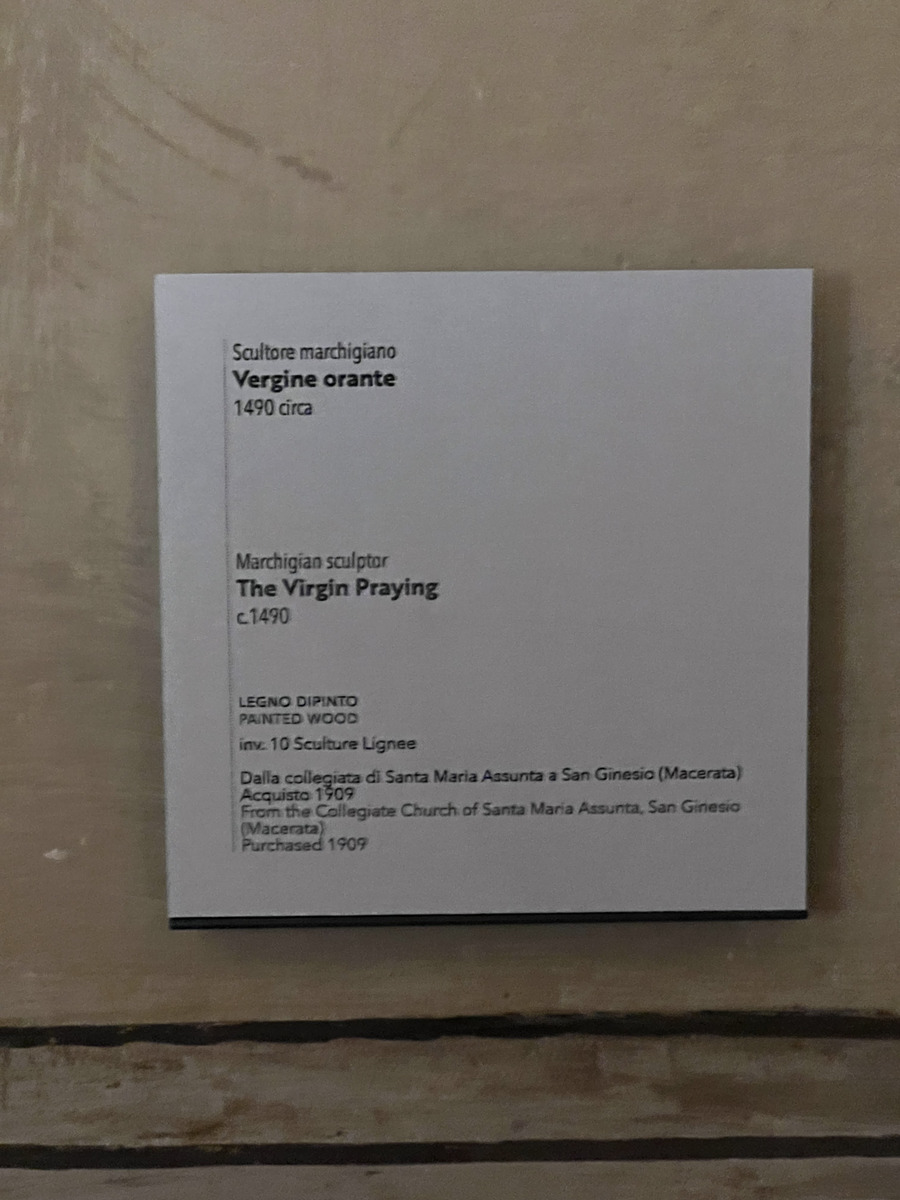 Scultore marchigiano
Vergine orante
1490 circa
Marchigian sculptor
The Virgin Praying
c.1490
LEGNO DIPINTO
PAINTED WOOD
inv. 10 Sculture Lignee
Dalla collegiata di Santa Maria Assunta a San Ginesio (Macerata)
Acquisto 1909
From the Collegiate Church of Santa Maria Assunta, San Ginesio
(Macerata)
Purchased 1909